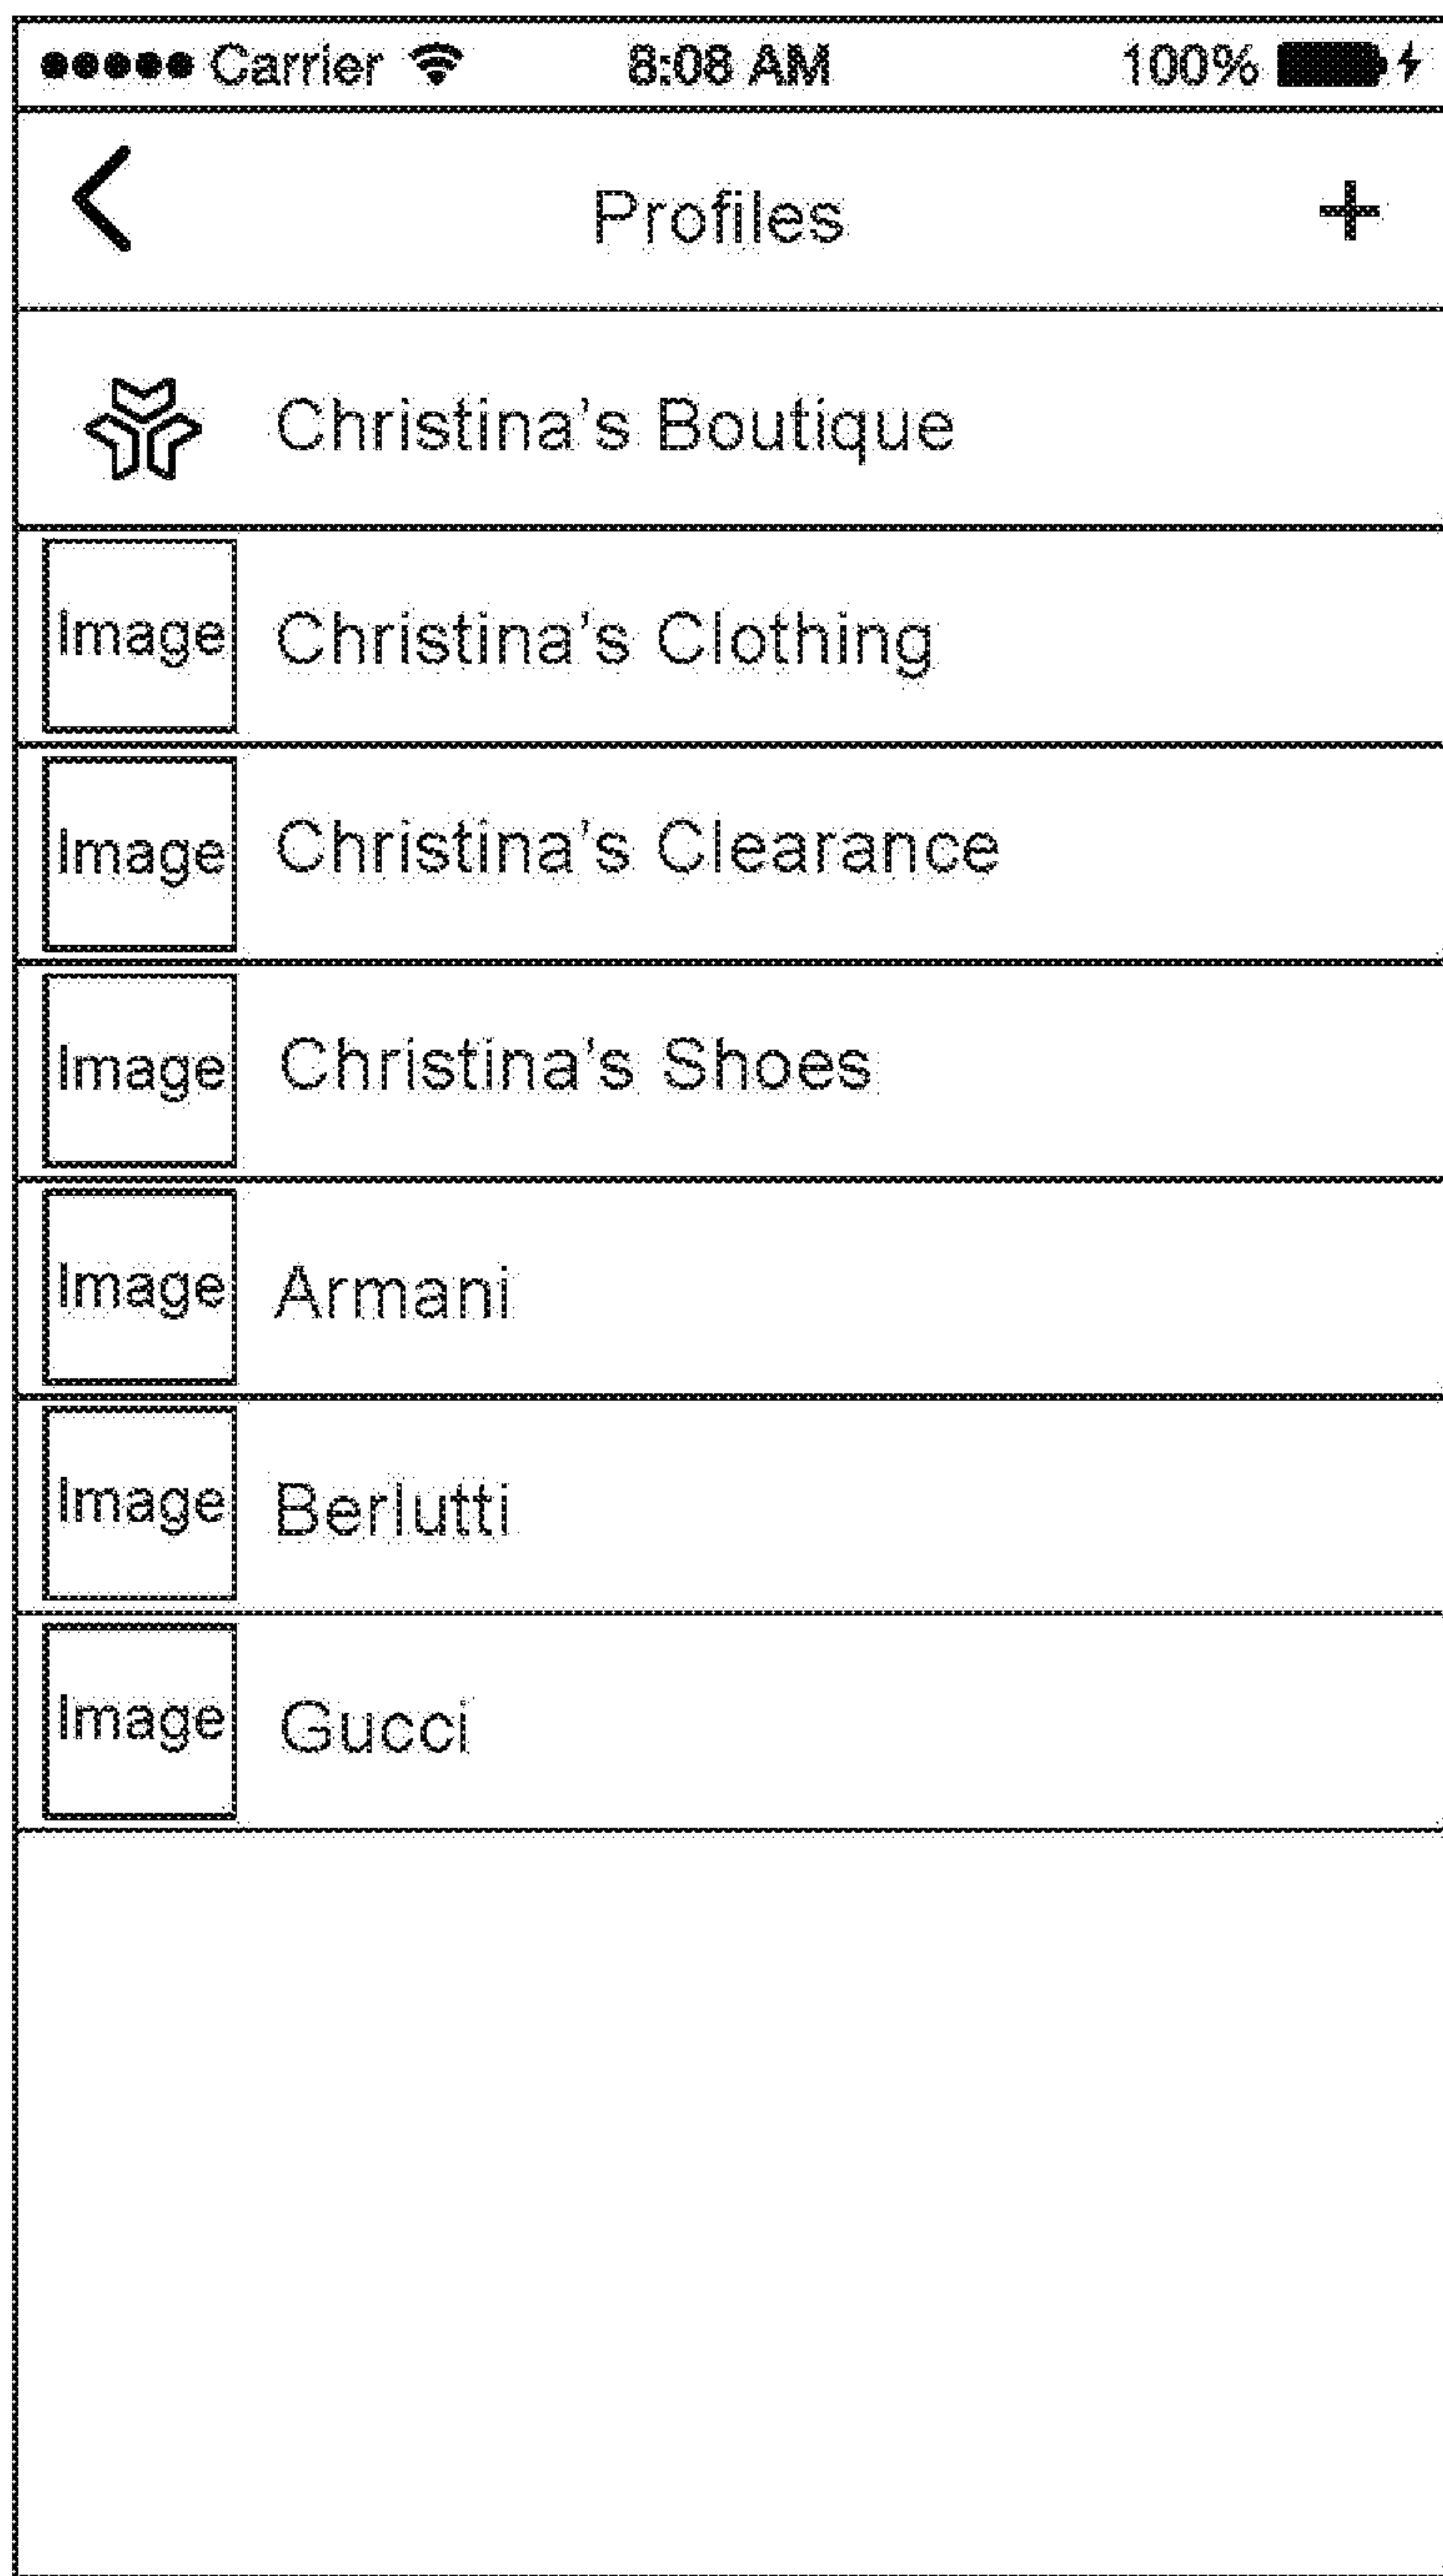 Carrier 8:08 AM 100%
Profiles +
Christina's Boutique
Image Christina's Clothing
Image Christina's Clearance
Image Christina's Shoes
Image Armani
Image Berlutti
Image Gucci